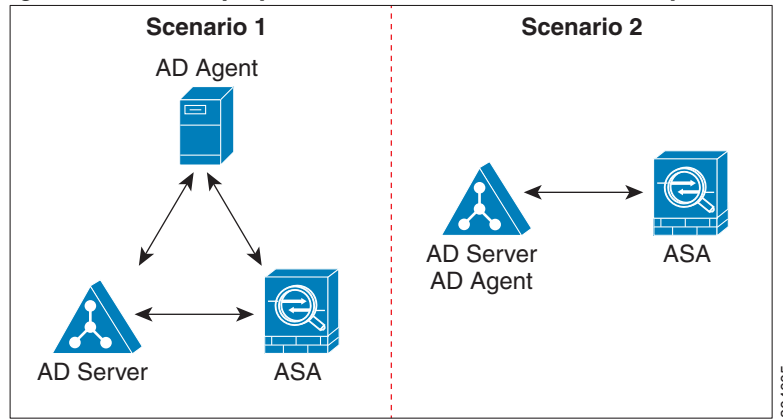 Scenario 1
AD Agent
AD Server
ASA
Scenario 2
AD Server
AD Agent
ASA